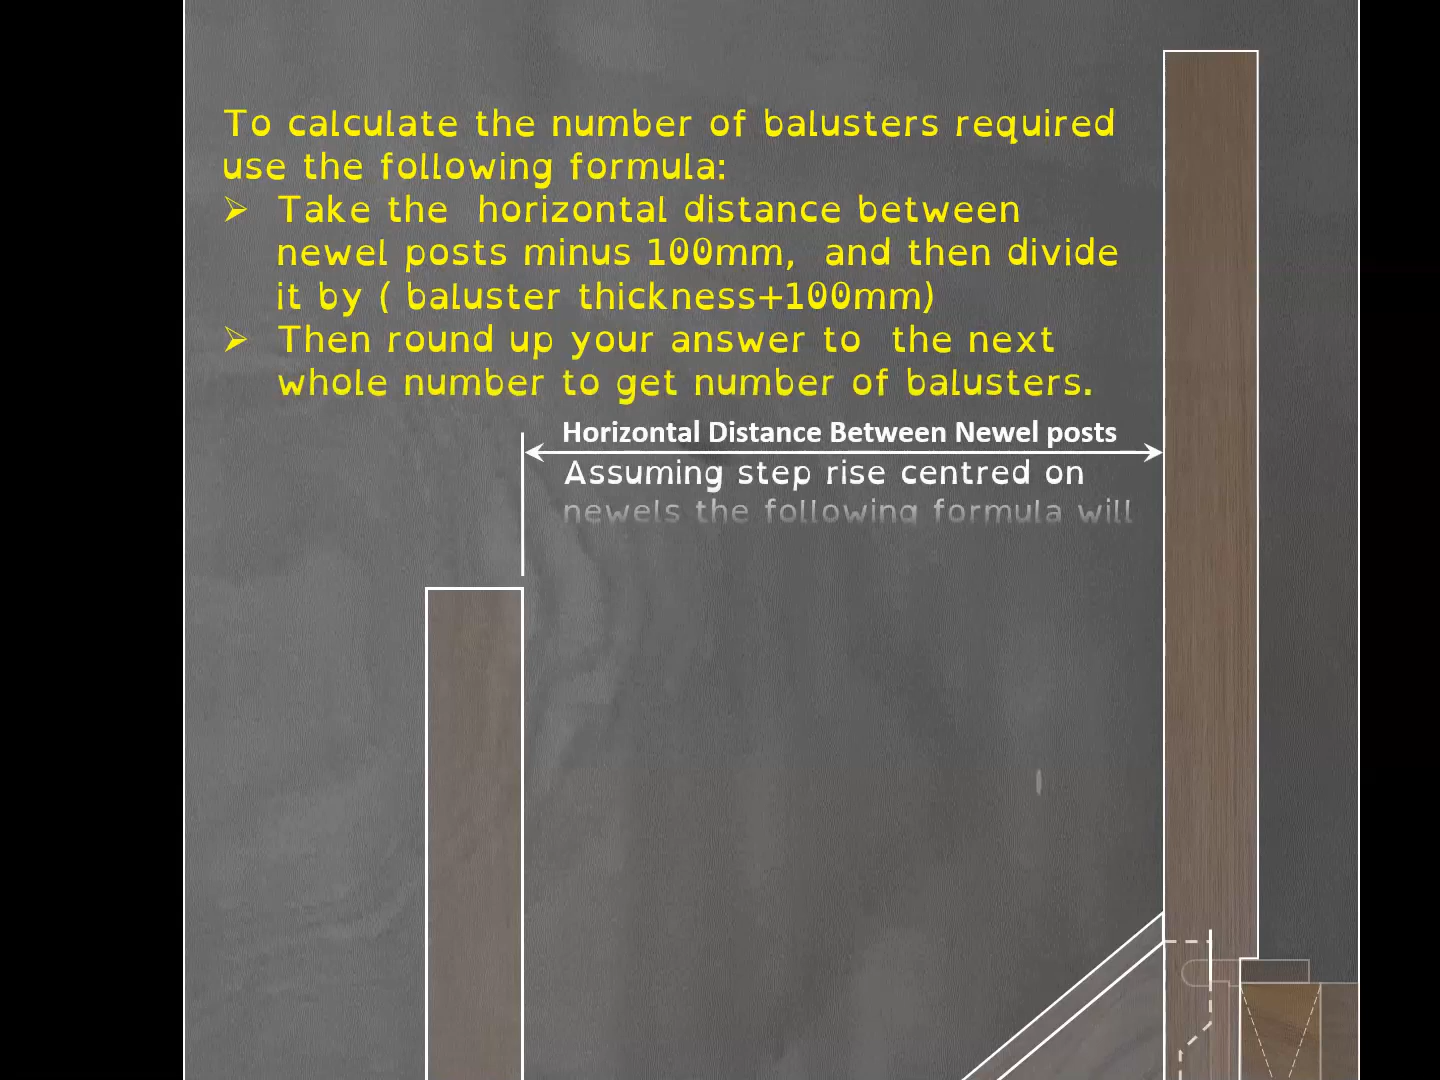 To calculate the number of balusters required
use the following formula:
➢ Take the horizontal distance between
newel posts minus 100mm, and then divide
it by ( baluster thickness+100mm)
➢ Then round up your answer to the next
whole number to get number of balusters.
Horizontal Distance Between Newel posts
Assuming step rise centred on
newels the following formula will